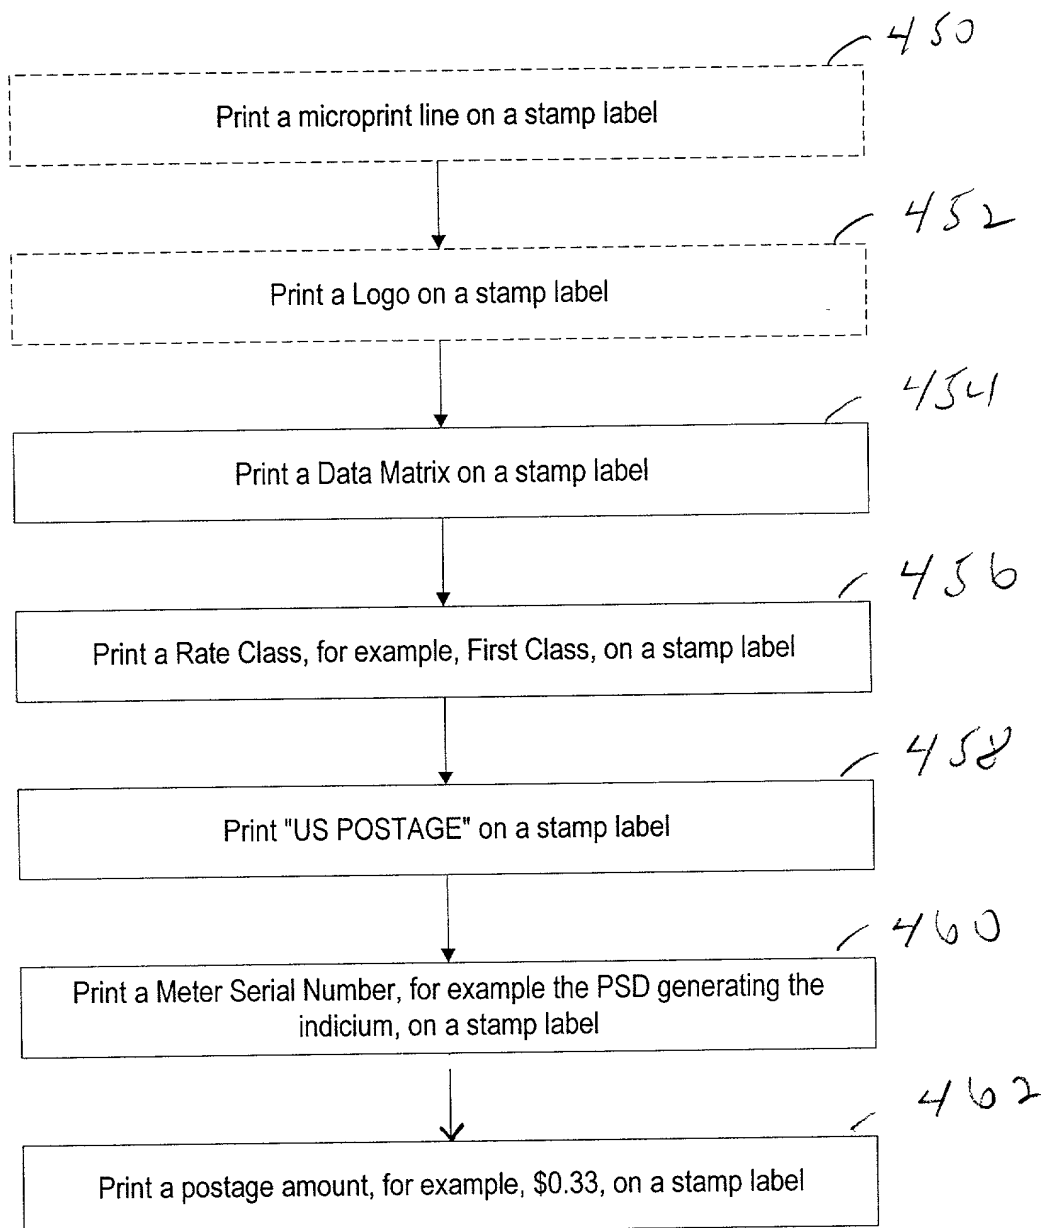 450
Print a microprint line on a stamp label
452
Print a Logo on a stamp label
454
Print a Data Matrix on a stamp label
456
Print a Rate Class, for example, First Class, on a stamp label
458
Print "US POSTAGE" on a stamp label
460
Print a Meter Serial Number, for example the PSD generating the
indicium, on a stamp label
462
Print a postage amount, for example, $0.33, on a stamp label